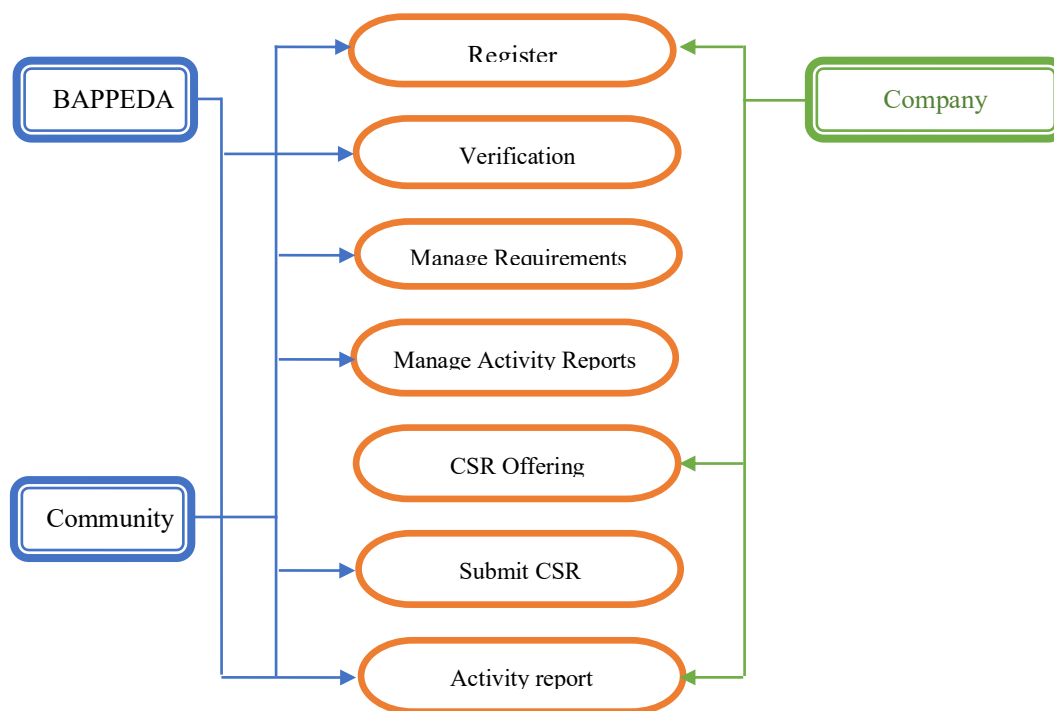 Register
BAPPEDA
Company
Verification
Manage Requirements
Manage Activity Reports
CSR Offering
Community
Submit CSR
Activity report